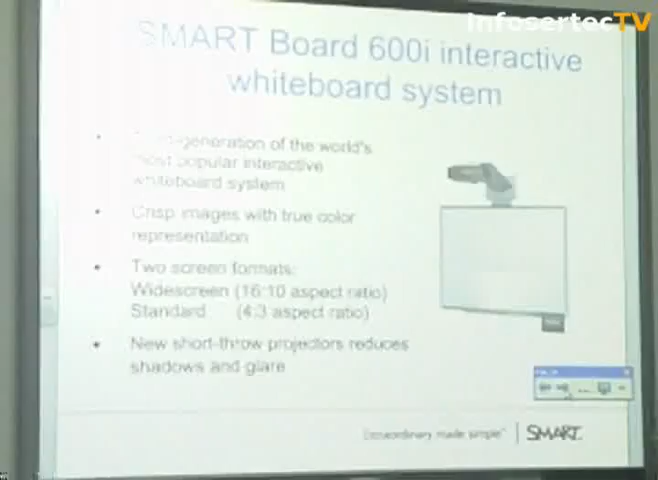 InfosertecTV
SMART Board 600i interactive
whiteboard system
• generation of the world's
most popular interactive
whiteboard system
• Crisp images with true color
representation
• Two screen formats:
Widescreen (16:10 aspect ratio)
Standard (4:3 aspect ratio)
• New short-throw projectors reduces
shadows and glare
Extraordinary made simple™ | SMART